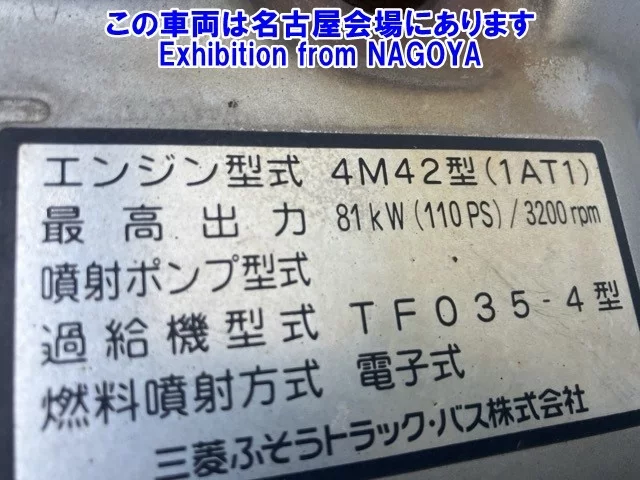 この車両は名古屋会場にあります
Exhibition from NAGOYA
エンジン型式 4M42型(1AT1)
最高出力 81kW(110PS)/3200rpm
噴射ポンプ型式
過給機型式 TF035-4型
燃料噴射方式 電子式
三菱ふそうトラック・バス株式会社